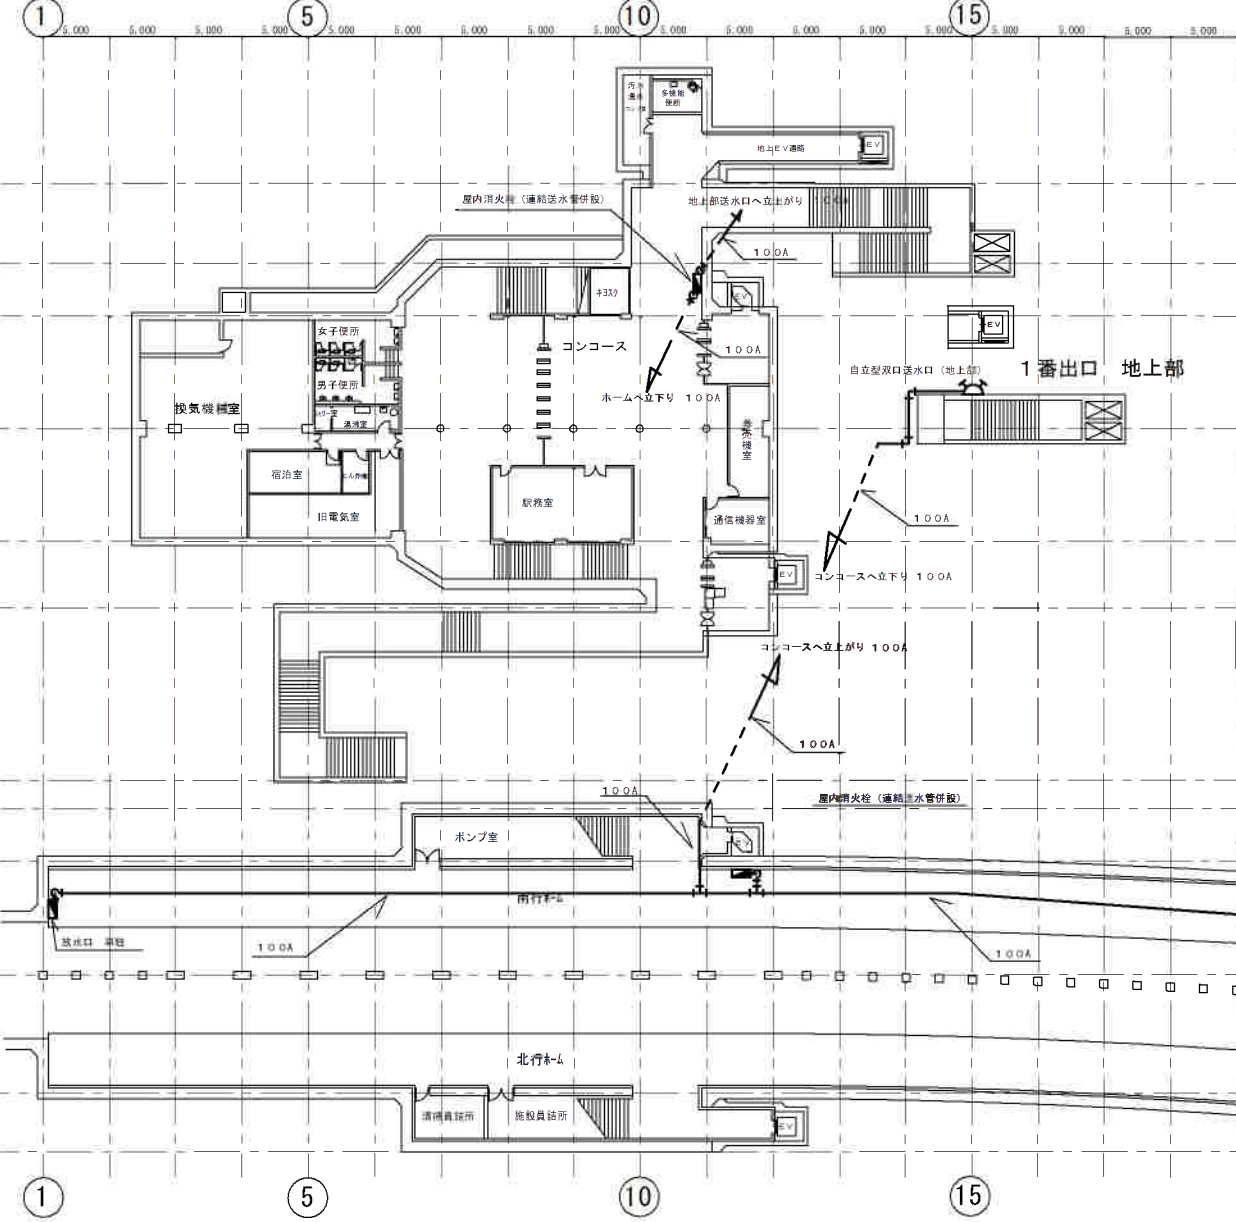 1
5
10
15
5.000 5.000 5.000 5.000 5.000 5.000 5.000 5.000 5.000 5.000 5.000 5.000 5.000 5.000 5.000 5.000 5.000 5.000
多機能
便所
地上EV通路
EV
屋内消火栓(連結送水管併設)
地上部送水口へ立上がり
100A
キヨスク
EV
EV
女子便所
コンコース
100A
男子便所
自立型双口送水口(地上部)
1番出口 地上部
ホームへ立下り 100A
換気機械室
湯沸室
券売機室
宿泊室
駅務室
旧電気室
通信機器室
100A
EV
コンコースへ立下り 100A
コンコースへ立上がり 100A
100A
100A
屋内消火栓(連結送水管併設)
ポンプ室
EV
南行ホーム
放水口
100A
100A
北行ホーム
清掃員詰所
施設員詰所
EV
1
5
10
15